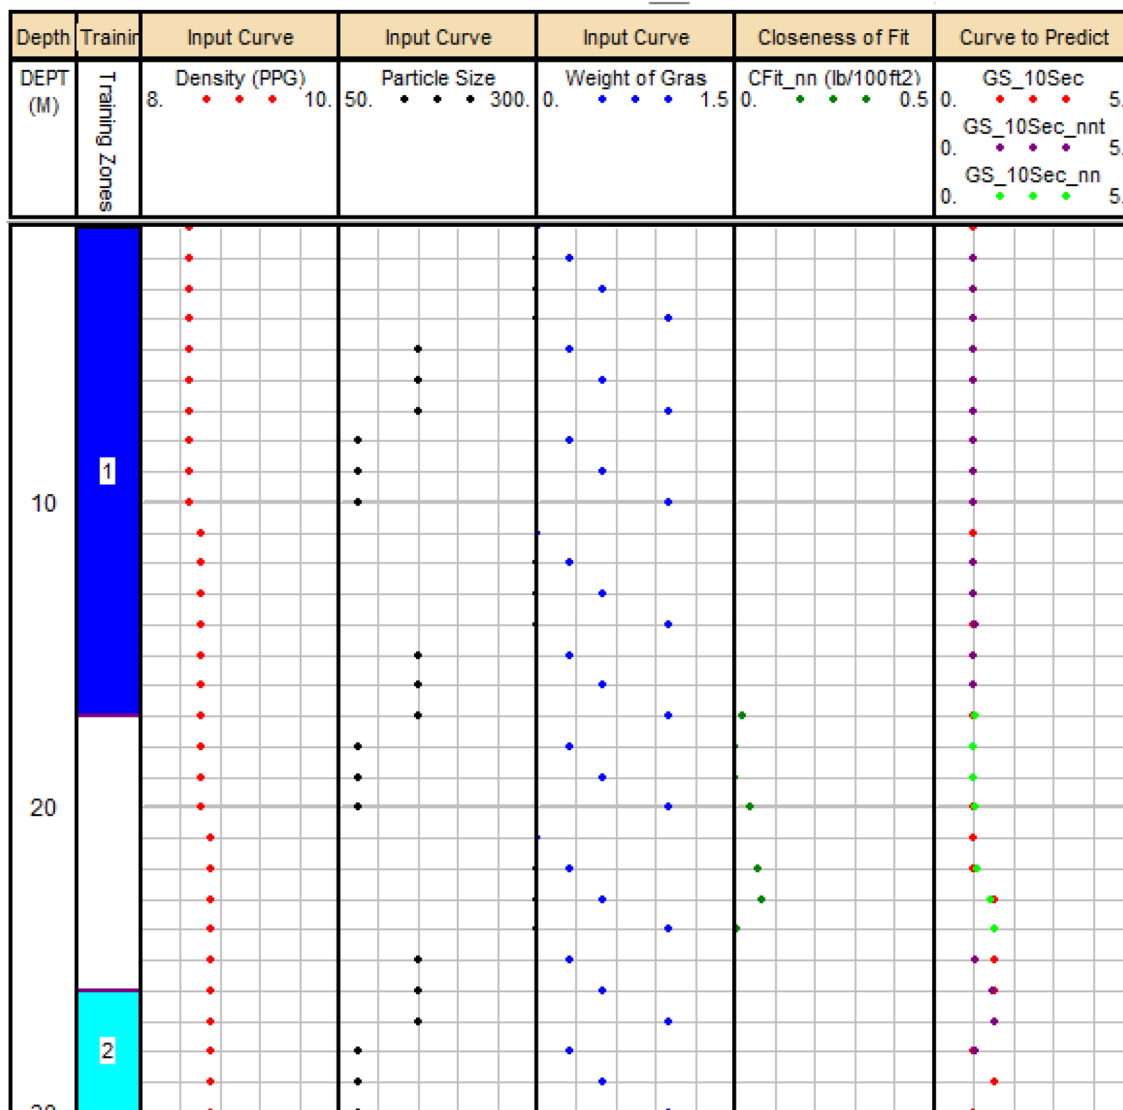 Depth Trainin Input Curve Input Curve Input Curve Closeness of Fit Curve to Predict
DEPT
(M)
Training Zones
Density (PPG)
8. 10.
Particle Size
50. 300.
Weight of Gras
0. 1.5
CFit_nn (lb/100ft2)
0. 0.5
GS_10Sec
0. 5.
GS_10Sec_nnt
0. 5.
GS_10Sec_nn
0. 5.
1
10
20
2